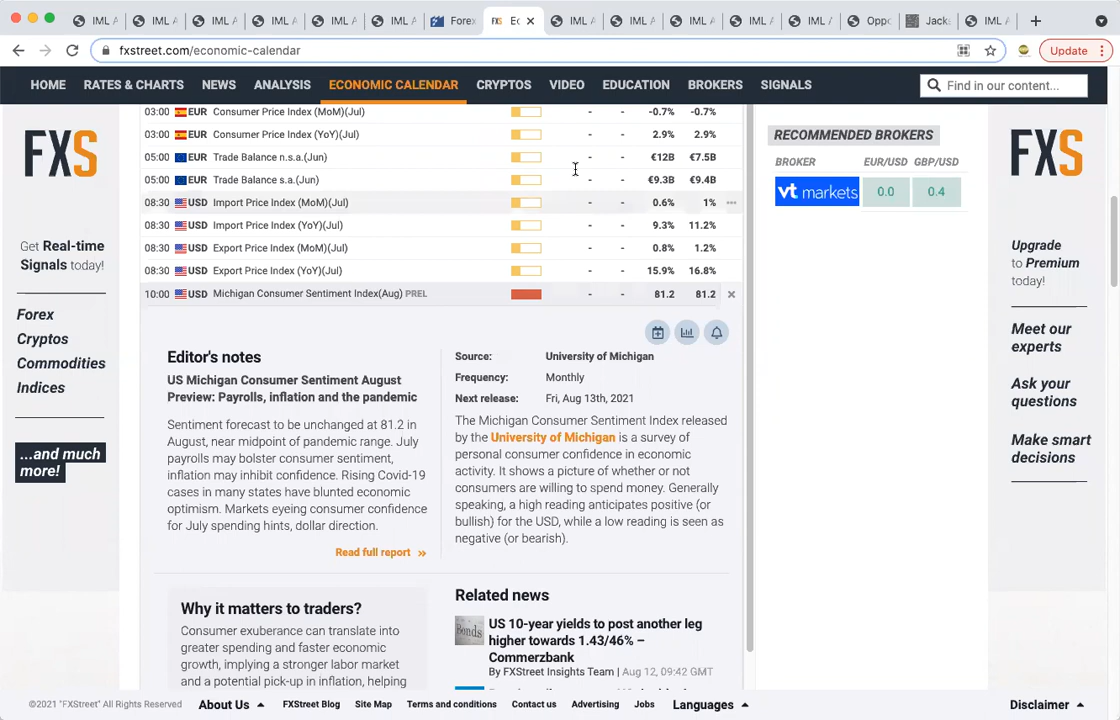 IML A
IML A
IML A
IML A
IML A
IML A
Forex
FXS Ec
IML A
IML A
IML A
IML A
IML A
Oppo
Jacks
IML A
fxstreet.com/economic-calendar
Update
HOME RATES & CHARTS NEWS ANALYSIS ECONOMIC CALENDAR CRYPTOS VIDEO EDUCATION BROKERS SIGNALS
Find in our content...
FXS
Get Real-time
Signals today!
Forex
Cryptos
Commodities
Indices
...and much
more!
03:00 EUR Consumer Price Index (MoM)(Jul) - - -0.7% -0.7%
03:00 EUR Consumer Price Index (YoY)(Jul) - - 2.9% 2.9%
05:00 EUR Trade Balance n.s.a.(Jun) - - €12B €7.5B
05:00 EUR Trade Balance s.a.(Jun) - - €9.3B €9.4B
08:30 USD Import Price Index (MoM)(Jul) - - 0.6% 1%
08:30 USD Import Price Index (YoY)(Jul) - - 9.3% 11.2%
08:30 USD Export Price Index (MoM)(Jul) - - 0.8% 1.2%
08:30 USD Export Price Index (YoY)(Jul) - - 15.9% 16.8%
10:00 USD Michigan Consumer Sentiment Index(Aug) PREL - - 81.2 81.2
Editor's notes
US Michigan Consumer Sentiment August
Preview: Payrolls, inflation and the pandemic
Sentiment forecast to be unchanged at 81.2 in
August, near midpoint of pandemic range. July
payrolls may bolster consumer sentiment,
inflation may inhibit confidence. Rising Covid-19
cases in many states have blunted economic
optimism. Markets eyeing consumer confidence
for July spending hints, dollar direction.
Read full report »
Source: University of Michigan
Frequency: Monthly
Next release: Fri, Aug 13th, 2021
The Michigan Consumer Sentiment Index released
by the University of Michigan is a survey of
personal consumer confidence in economic
activity. It shows a picture of whether or not
consumers are willing to spend money. Generally
speaking, a high reading anticipates positive (or
bullish) for the USD, while a low reading is seen as
negative (or bearish).
Why it matters to traders?
Consumer exuberance can translate into
greater spending and faster economic
growth, implying a stronger labor market
and a potential pick-up in inflation, helping
Related news
Bonds
US 10-year yields to post another leg
higher towards 1.43/46% –
Commerzbank
By FXStreet Insights Team | Aug 12, 09:42 GMT
RECOMMENDED BROKERS
BROKER EUR/USD GBP/USD
vt markets 0.0 0.4
FXS
Upgrade
to Premium
today!
Meet our
experts
Ask your
questions
Make smart
decisions
©2021 "FXStreet" All Rights Reserved About Us FXStreet Blog Site Map Terms and conditions Contact us Advertising Jobs Languages Disclaimer